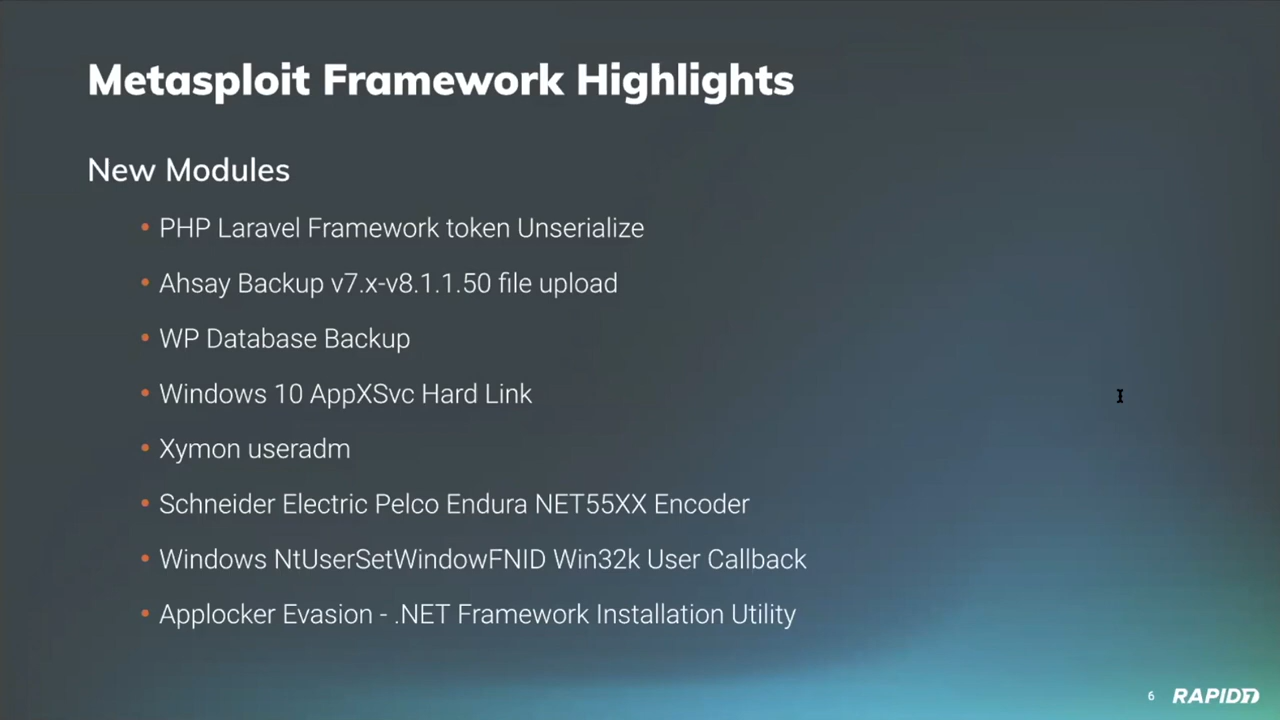 Metasploit Framework Highlights
New Modules
• PHP Laravel Framework token Unserialize
• Ahsay Backup v7.x-v8.1.1.50 file upload
• WP Database Backup
• Windows 10 AppXSvc Hard Link
• Xymon useradm
• Schneider Electric Pelco Endura NET55XX Encoder
• Windows NtUserSetWindowFNID Win32k User Callback
• Applocker Evasion - .NET Framework Installation Utility
6 RAPID7